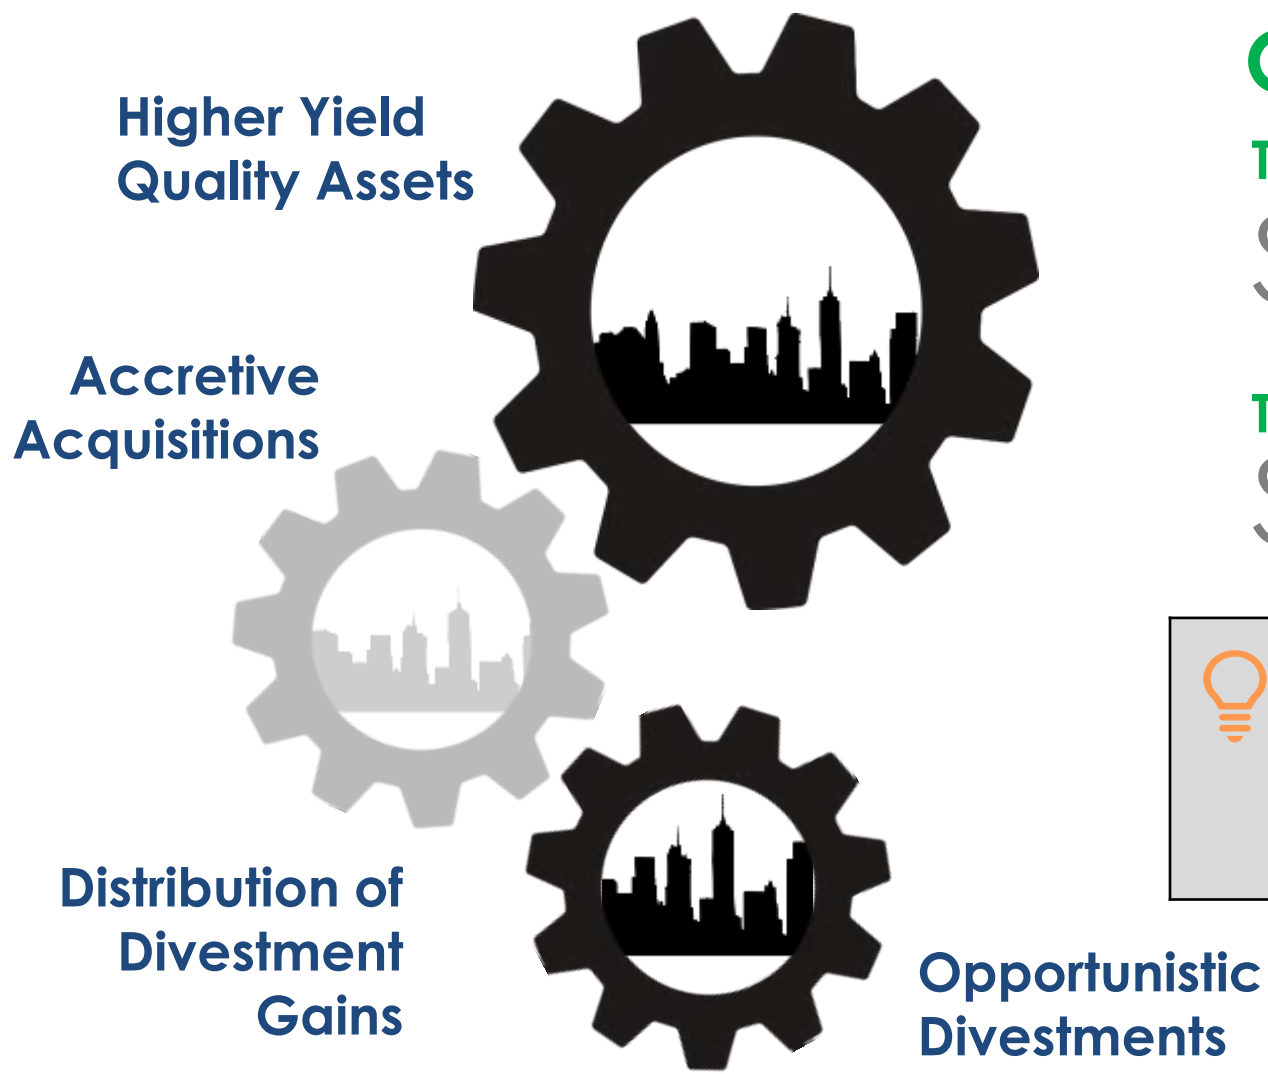 Higher Yield
Quality Assets
Accretive
Acquisitions
Distribution of
Divestment
Gains
Opportunistic
Divestments